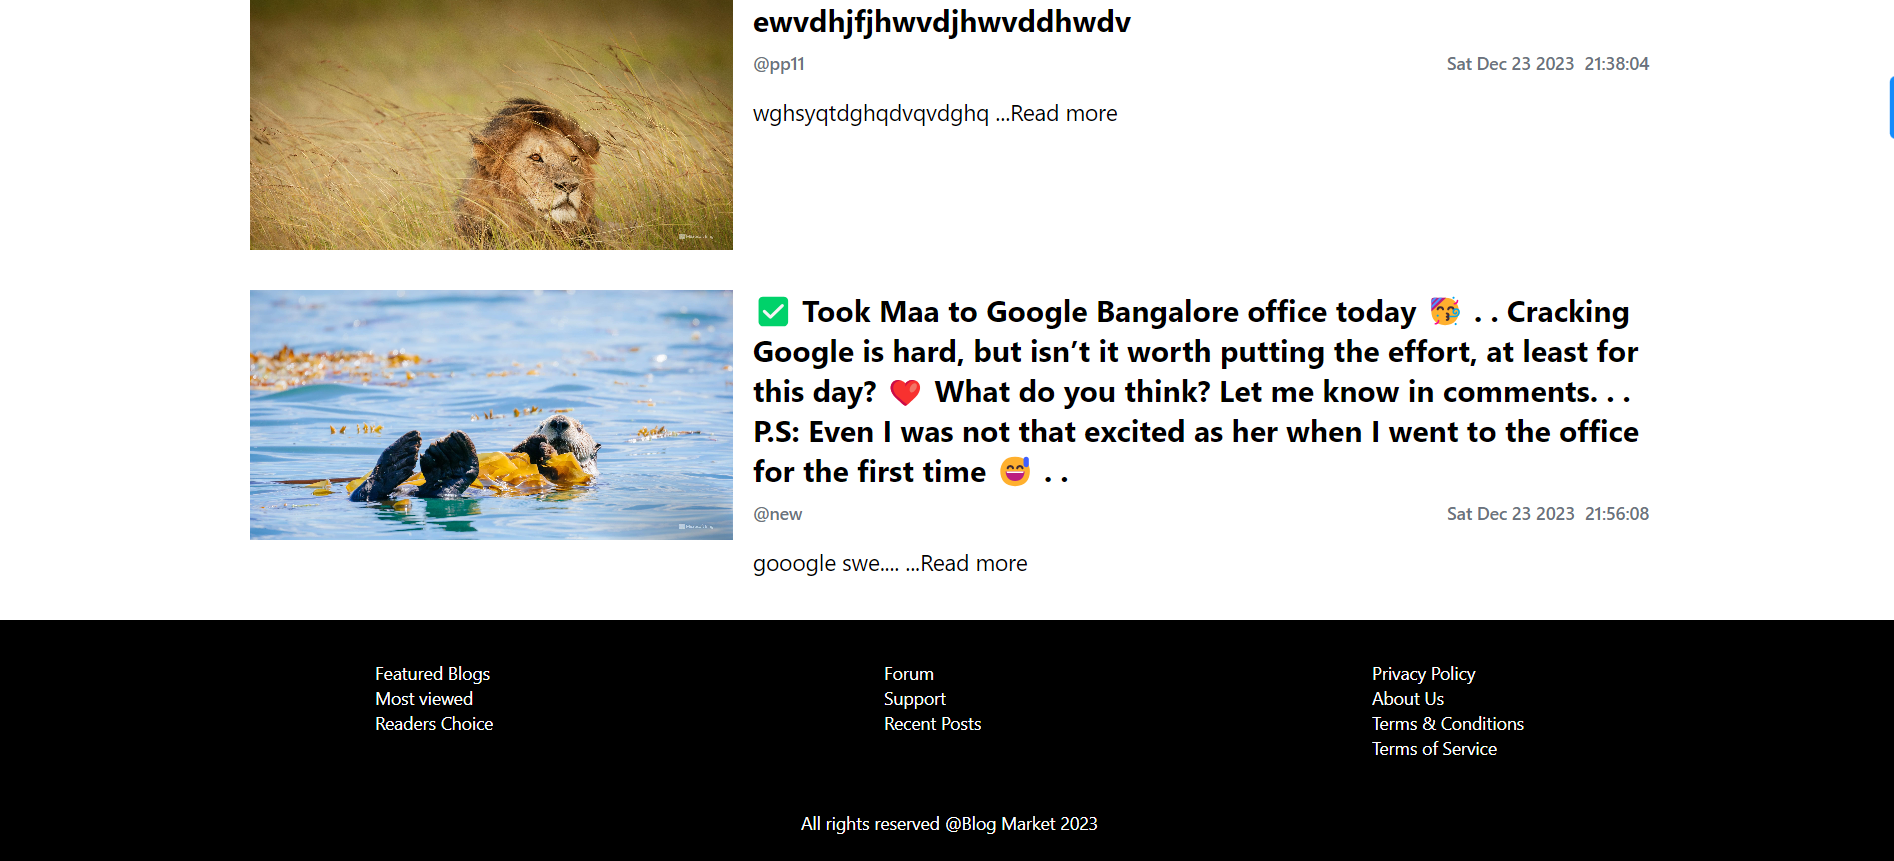 ewvdhjfjhwvdjhwvddhwdv
@pp11 Sat Dec 23 2023 21:38:04
wghsyqtdghqdvqvdghq ...Read more
✅ Took Maa to Google Bangalore office today 🥳 . . Cracking
Google is hard, but isn’t it worth putting the effort, at least for
this day? ❤️ What do you think? Let me know in comments. . .
P.S: Even I was not that excited as her when I went to the office
for the first time 😅 . .
@new Sat Dec 23 2023 21:56:08
gooogle swe.... ...Read more
Featured Blogs
Most viewed
Readers Choice
Forum
Support
Recent Posts
Privacy Policy
About Us
Terms & Conditions
Terms of Service
All rights reserved @Blog Market 2023